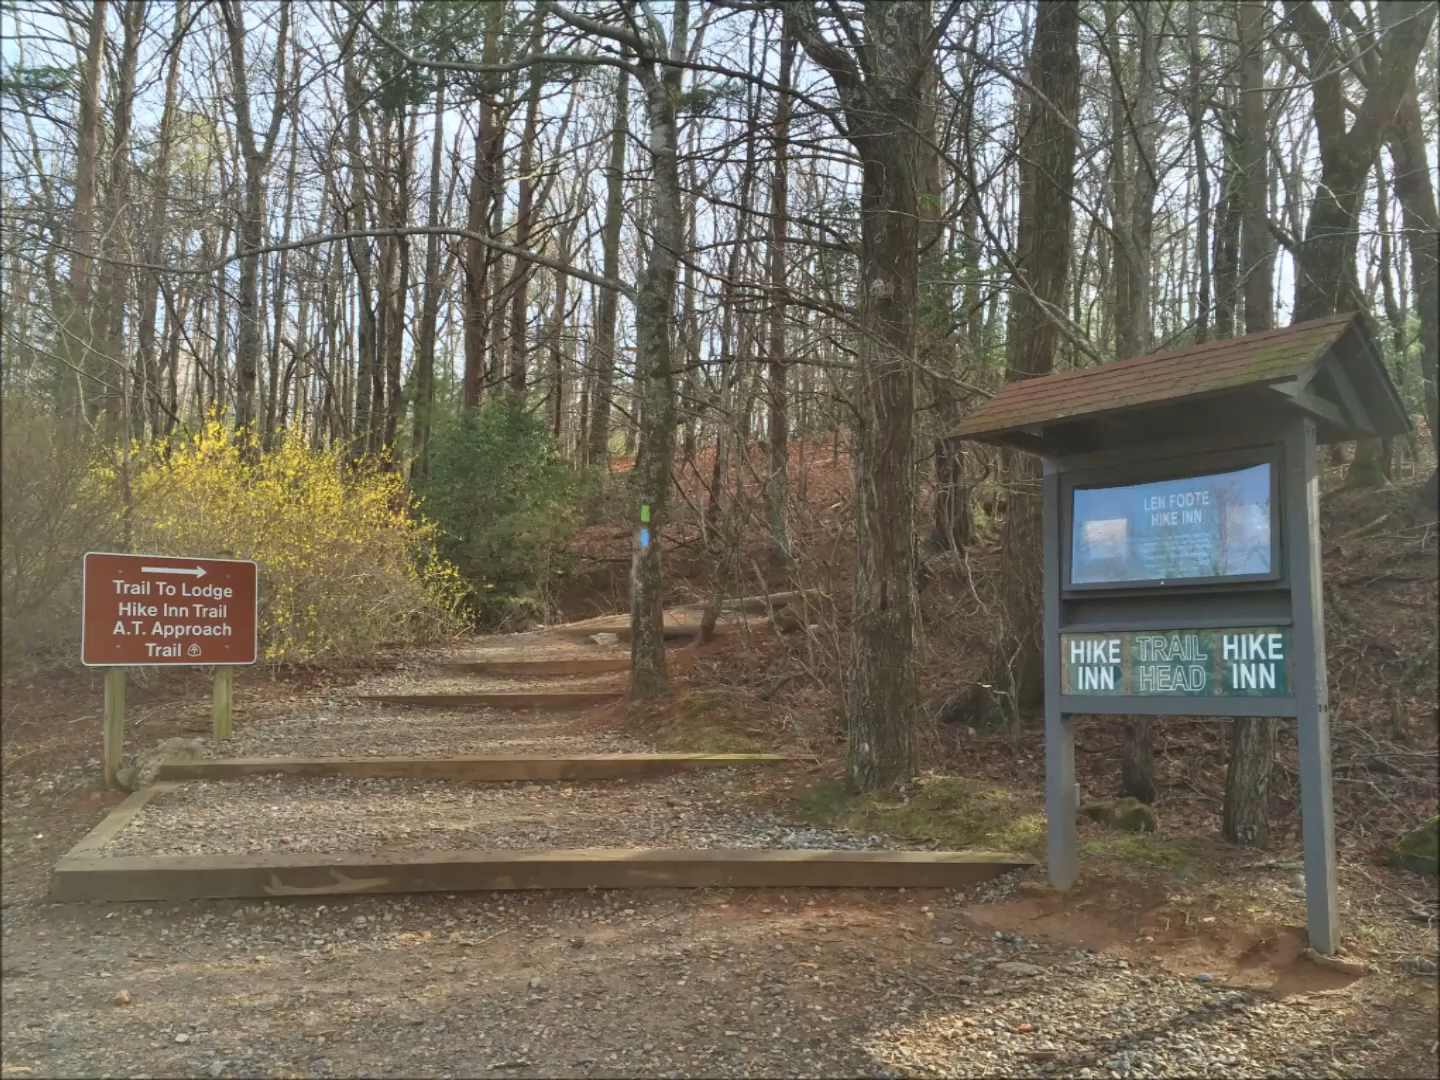 Trail To Lodge
Hike Inn Trail
A.T. Approach
Trail
LEN FOOTE
HIKE INN
HIKE INN
TRAIL HEAD
HIKE INN